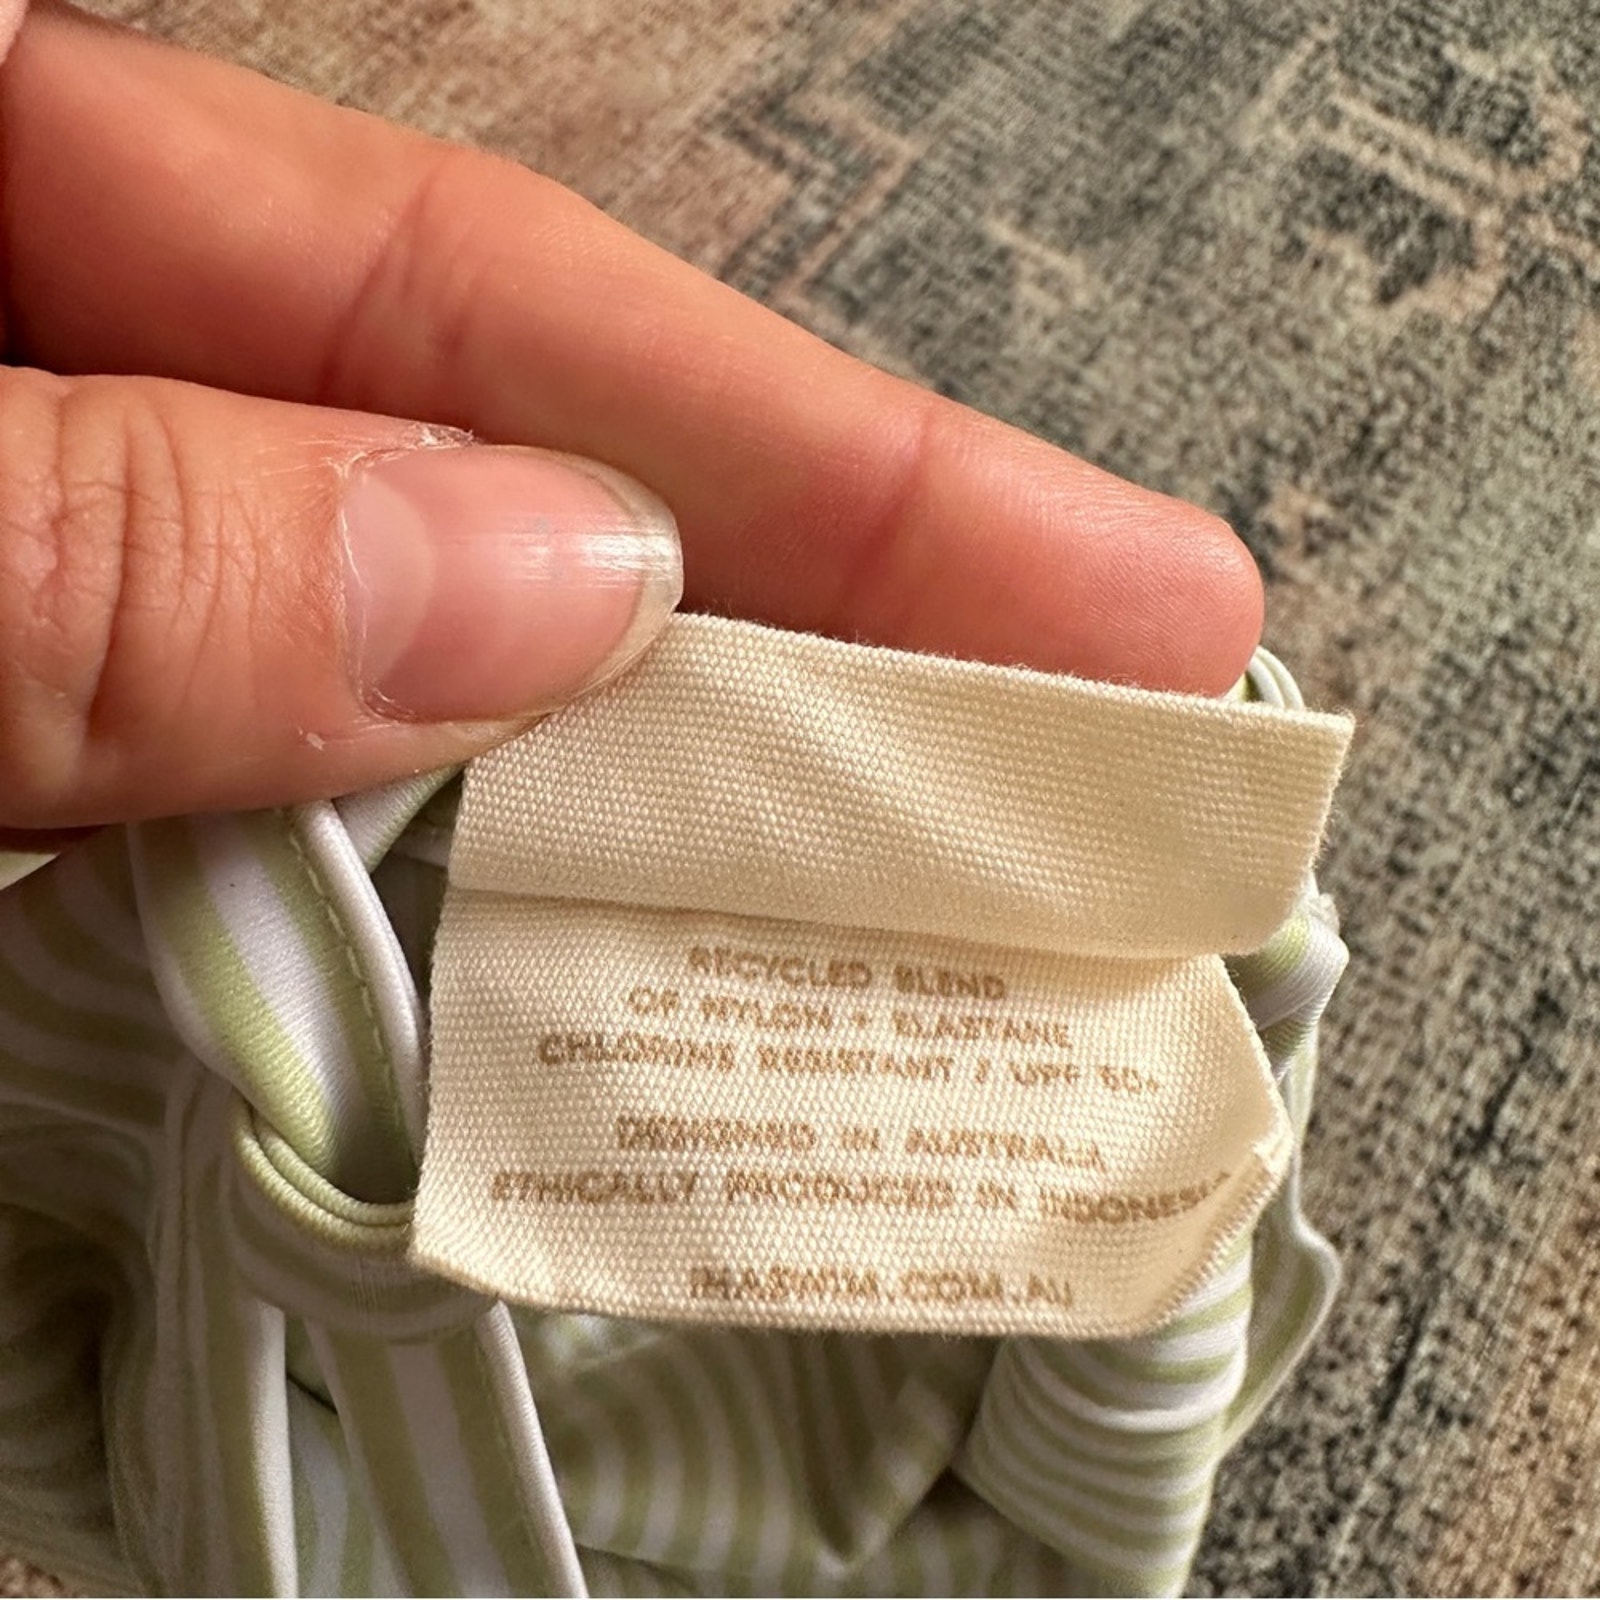 RECYCLED BLEND
OF NYLON + ELASTANE
CHLORINE RESISTANT / UPF 50+
DESIGNED IN AUSTRALIA
ETHICALLY PRODUCED IN INDONESIA